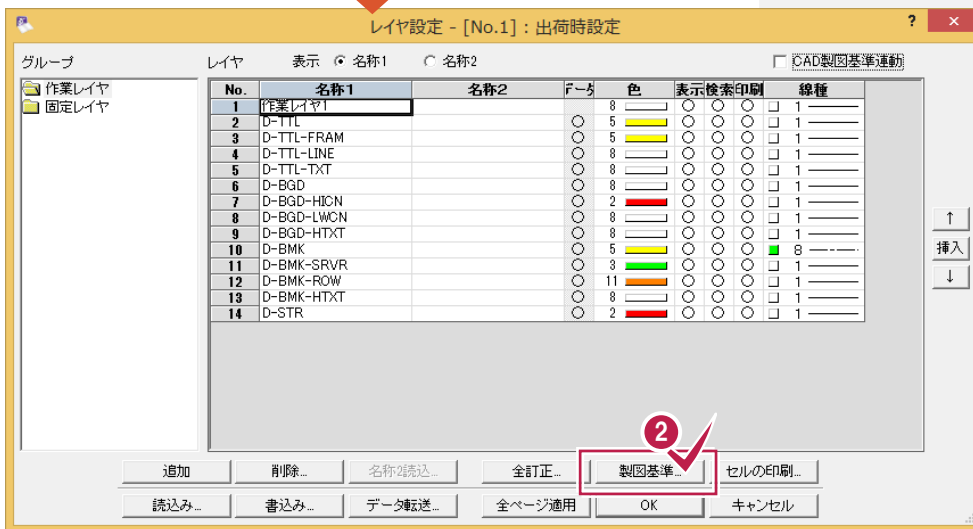 レイヤ設定 - [No.1]：出荷時設定 ? ×
グループ レイヤ 表示 名称1 名称2 CAD製図基準連動
作業レイヤ
固定レイヤ
No. 名称1 名称2 データ 色 表示 検索 印刷 線種
1 作業レイヤ1 8 ○ ○ ○ 1
2 D-TTL ○ 5 ○ ○ ○ 1
3 D-TTL-FRAM ○ 5 ○ ○ ○ 1
4 D-TTL-LINE ○ 8 ○ ○ ○ 1
5 D-TTL-TXT ○ 8 ○ ○ ○ 1
6 D-BGD ○ 8 ○ ○ ○ 1
7 D-BGD-HICN ○ 2 ○ ○ ○ 1
8 D-BGD-LWCN ○ 8 ○ ○ ○ 1
9 D-BGD-HTXT ○ 8 ○ ○ ○ 1
10 D-BMK ○ 5 ○ ○ ○ 8
11 D-BMK-SRVR ○ 3 ○ ○ ○ 1
12 D-BMK-ROW ○ 11 ○ ○ ○ 1
13 D-BMK-HTXT ○ 8 ○ ○ ○ 1
14 D-STR ○ 2 ○ ○ ○ 1
↑
挿入
↓
2
追加 削除... 名称2読込... 全訂正... 製図基準... セルの印刷...
読込み... 書込み... データ転送... 全ページ適用 OK キャンセル